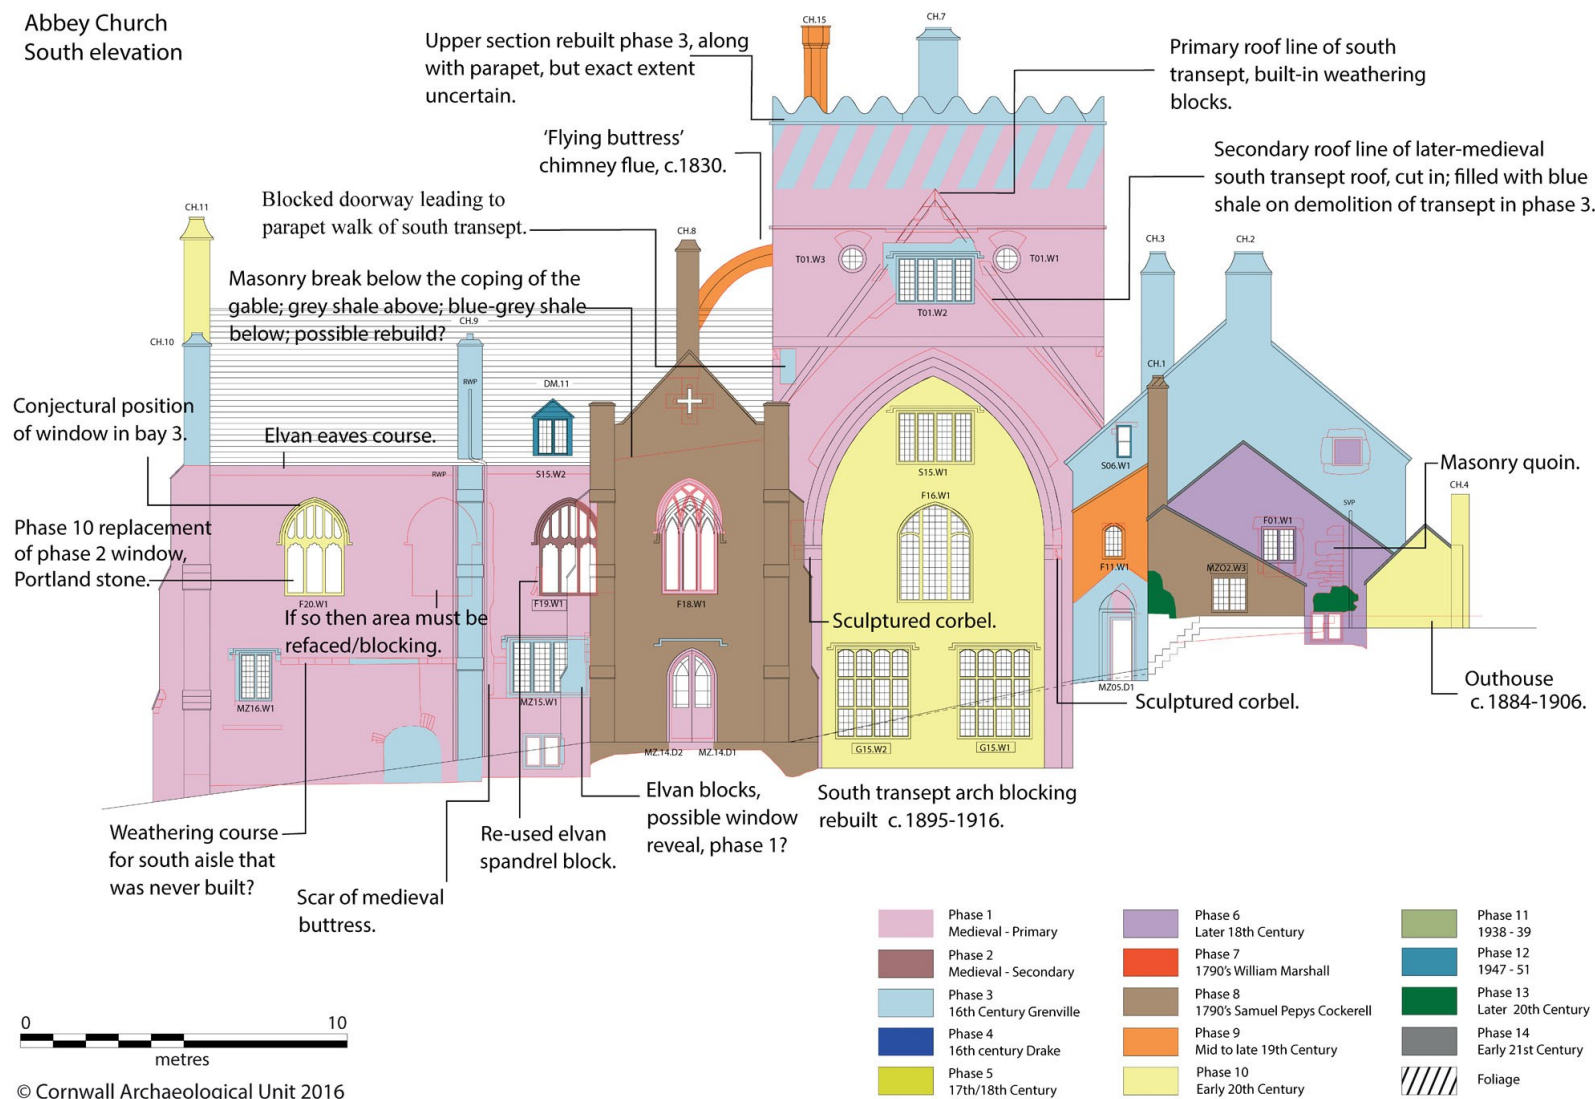 Abbey Church
South elevation
CH.15
CH.7
Upper section rebuilt phase 3, along
with parapet, but exact extent
uncertain.
Primary roof line of south
transept, built-in weathering
blocks.
'Flying buttress'
chimney flue, c.1830.
Secondary roof line of later-medieval
south transept roof, cut in; filled with blue
shale on demolition of transept in phase 3.
Blocked doorway leading to
parapet walk of south transept.
CH.11
CH.8
T01.W3
T01.W1
CH.3
CH.2
Masonry break below the coping of the
gable; grey shale above; blue-grey shale
below; possible rebuild?
T01.W2
CH.9
CH.10
CH.1
RWP
DM.11
Conjectural position
of window in bay 3.
Elvan eaves course.
RWP
S15.W2
S15.W1
S06.W1
Masonry quoin.
CH.4
F16.W1
SVP
F01.W1
Phase 10 replacement
of phase 2 window,
Portland stone.
F11.W1
MZO2.W3
F20.W1
F19.W1
F18.W1
If so then area must be
refaced/blocking.
Sculptured corbel.
MZ16.W1
MZ15.W1
MZ05.D1
Sculptured corbel.
Outhouse
c. 1884-1906.
MZ.14.D2
MZ.14.D1
G15.W2
G15.W1
Elvan blocks,
possible window
reveal, phase 1?
South transept arch blocking
rebuilt c. 1895-1916.
Weathering course
for south aisle that
was never built?
Re-used elvan
spandrel block.
Scar of medieval
buttress.
Phase 1
Medieval - Primary
Phase 2
Medieval - Secondary
Phase 3
16th Century Grenville
Phase 4
16th century Drake
Phase 5
17th/18th Century
Phase 6
Later 18th Century
Phase 7
1790's William Marshall
Phase 8
1790's Samuel Pepys Cockerell
Phase 9
Mid to late 19th Century
Phase 10
Early 20th Century
Phase 11
1938 - 39
Phase 12
1947 - 51
Phase 13
Later 20th Century
Phase 14
Early 21st Century
Foliage
0 10
metres
© Cornwall Archaeological Unit 2016